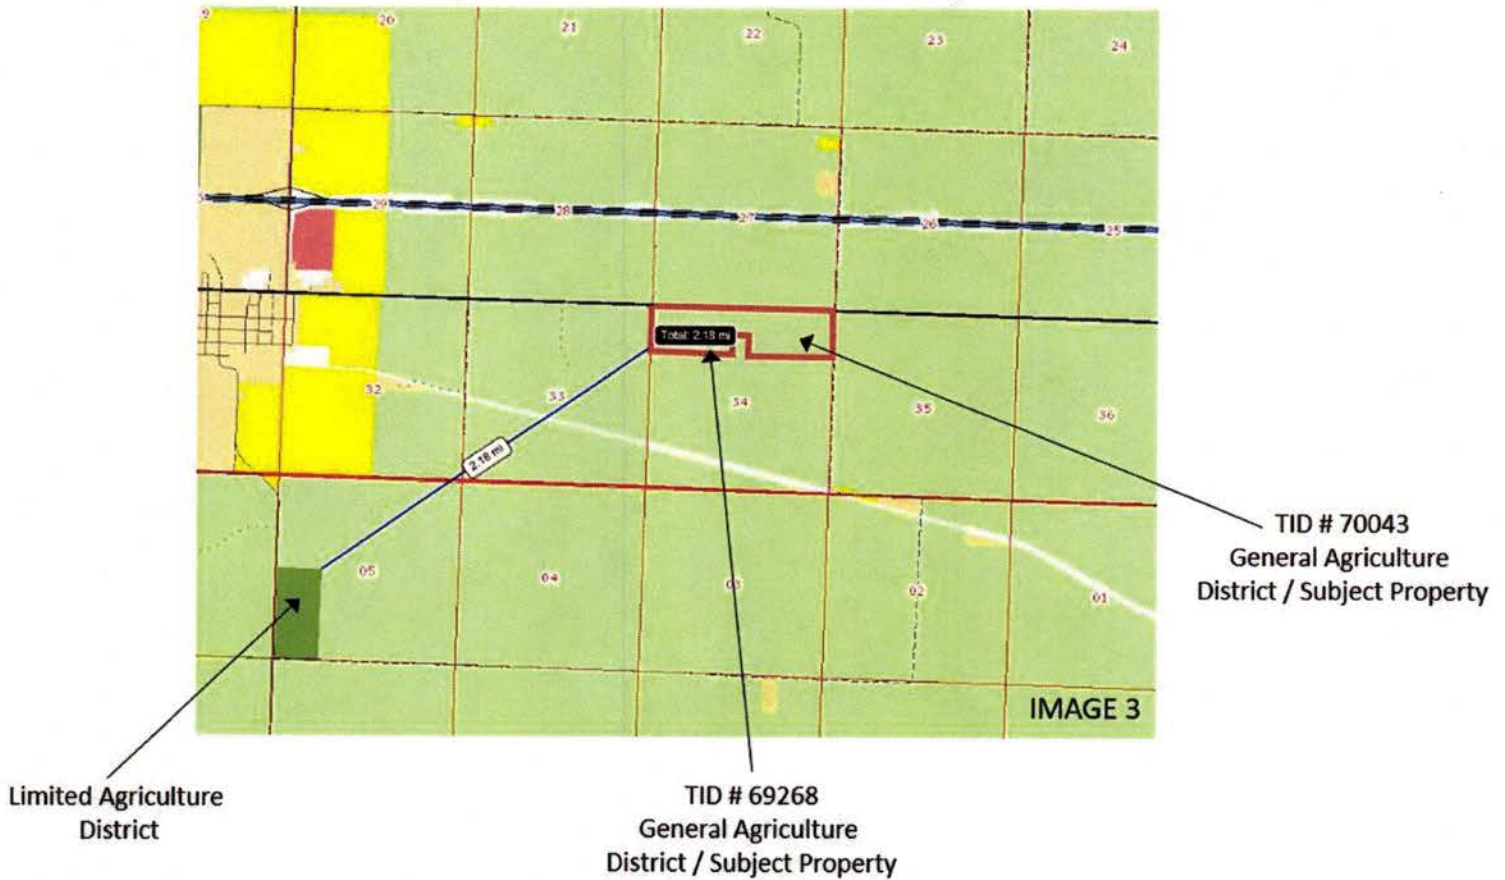 9
20
21
22
23
24
29
28
27
26
25
Total: 2.18 mi
32
33
34
35
36
2.18 mi
TID # 70043
General Agriculture
District / Subject Property
05
04
03
02
01
IMAGE 3
Limited Agriculture
District
TID # 69268
General Agriculture
District / Subject Property